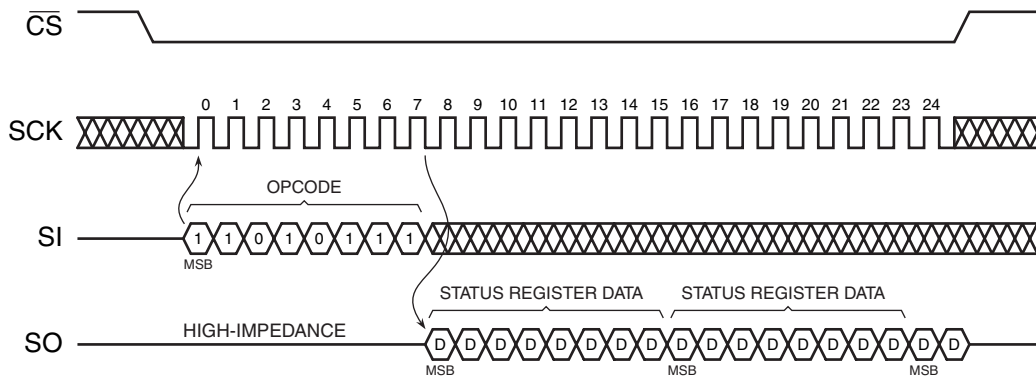 CS
0 1 2 3 4 5 6 7 8 9 10 11 12 13 14 15 16 17 18 19 20 21 22 23 24
SCK
OPCODE
SI 1 1 0 1 0 1 1 1
MSB
STATUS REGISTER DATA STATUS REGISTER DATA
HIGH-IMPEDANCE
SO D D D D D D D D D D D D D D D D D D
MSB MSB MSB